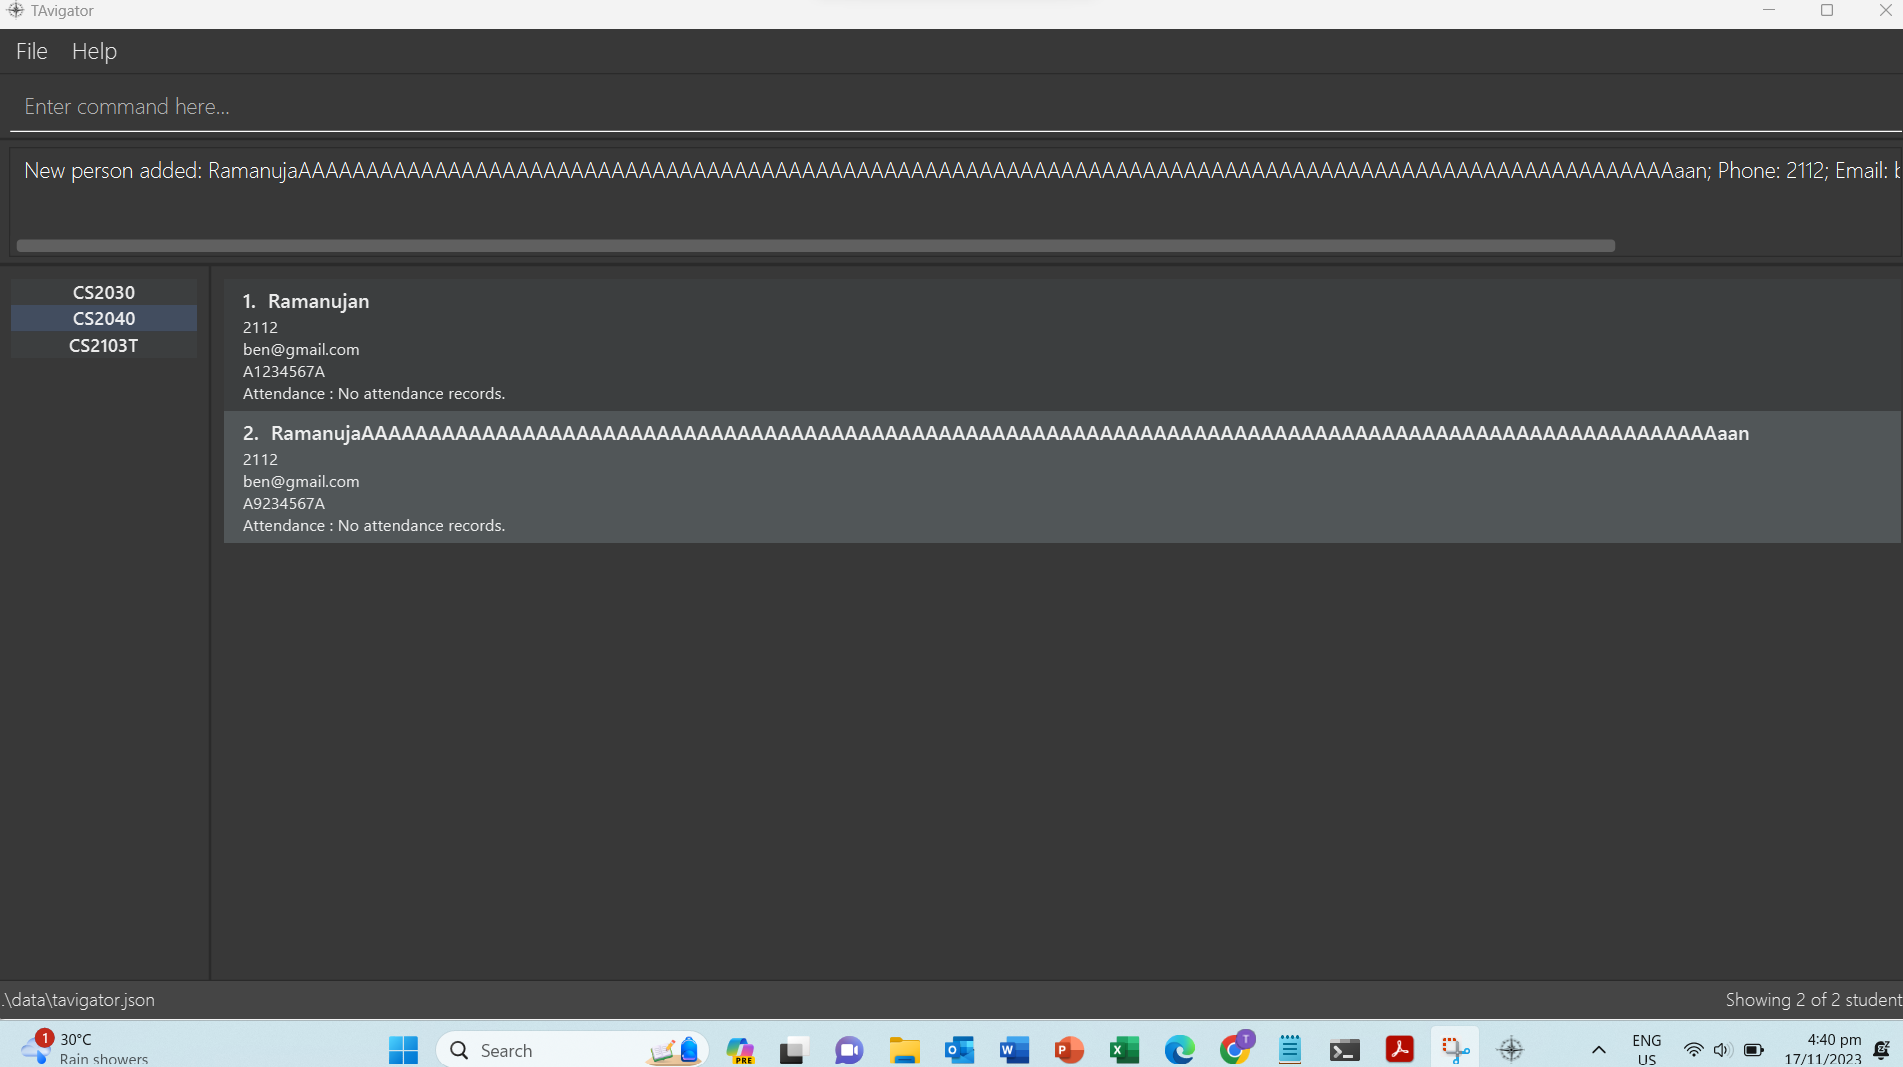 TAvigator
File Help
Enter command here...
New person added: RamanujaAAAAAAAAAAAAAAAAAAAAAAAAAAAAAAAAAAAAAAAAAAAAAAAAAAAAAAAAAAAAAAAAAAAAAAAAAAAAAAAAAAAAAAAAAAAAAAAAAAAAAaan; Phone: 2112; Email: b
CS2030
CS2040
CS2103T
1. Ramanujan
2112
ben@gmail.com
A1234567A
Attendance : No attendance records.
2. RamanujaAAAAAAAAAAAAAAAAAAAAAAAAAAAAAAAAAAAAAAAAAAAAAAAAAAAAAAAAAAAAAAAAAAAAAAAAAAAAAAAAAAAAAAAAAAAAAAAAAAAAAaan
2112
ben@gmail.com
A9234567A
Attendance : No attendance records.
.\data\tavigator.json
Showing 2 of 2 student
1
30°C
Rain showers
Search
PRE
T
ENG
US
4:40 pm
17/11/2023